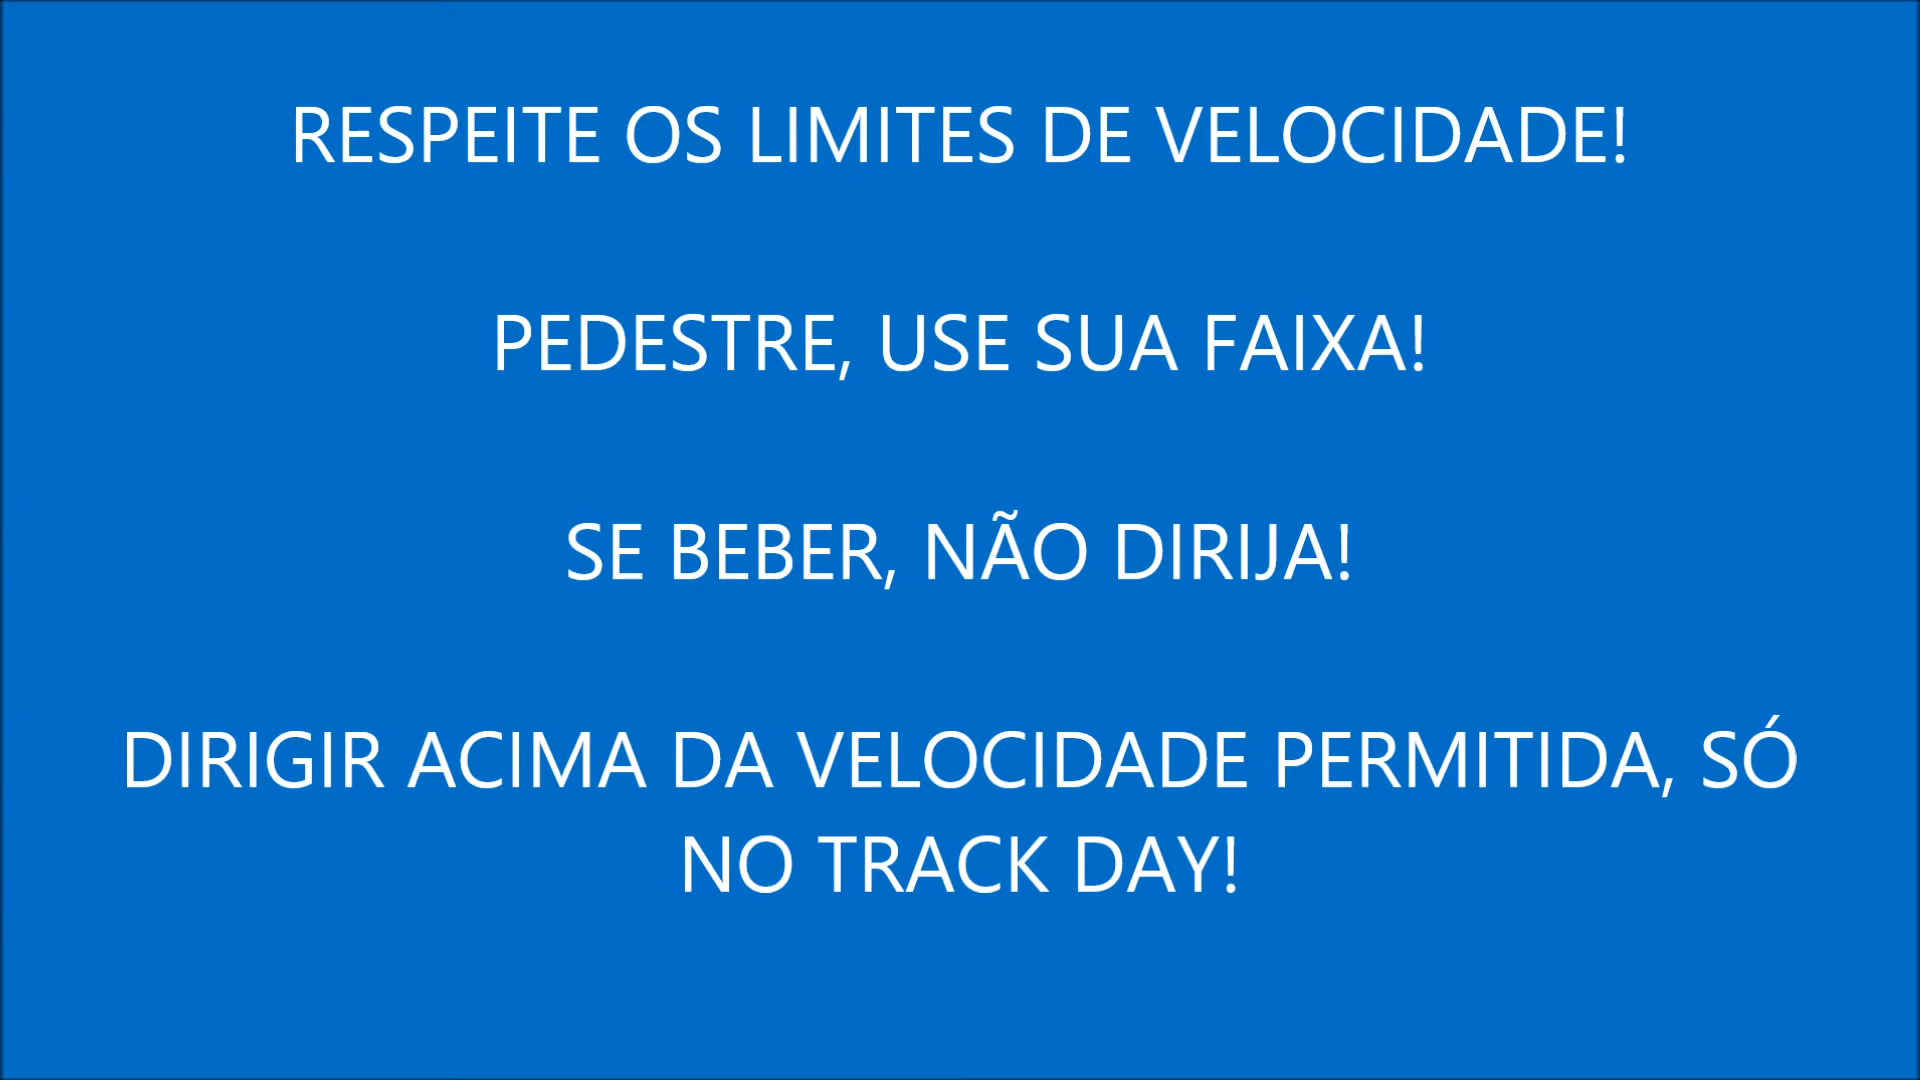 RESPEITE OS LIMITES DE VELOCIDADE!
PEDESTRE, USE SUA FAIXA!
SE BEBER, NÃO DIRIJA!
DIRIGIR ACIMA DA VELOCIDADE PERMITIDA, SÓ
NO TRACK DAY!